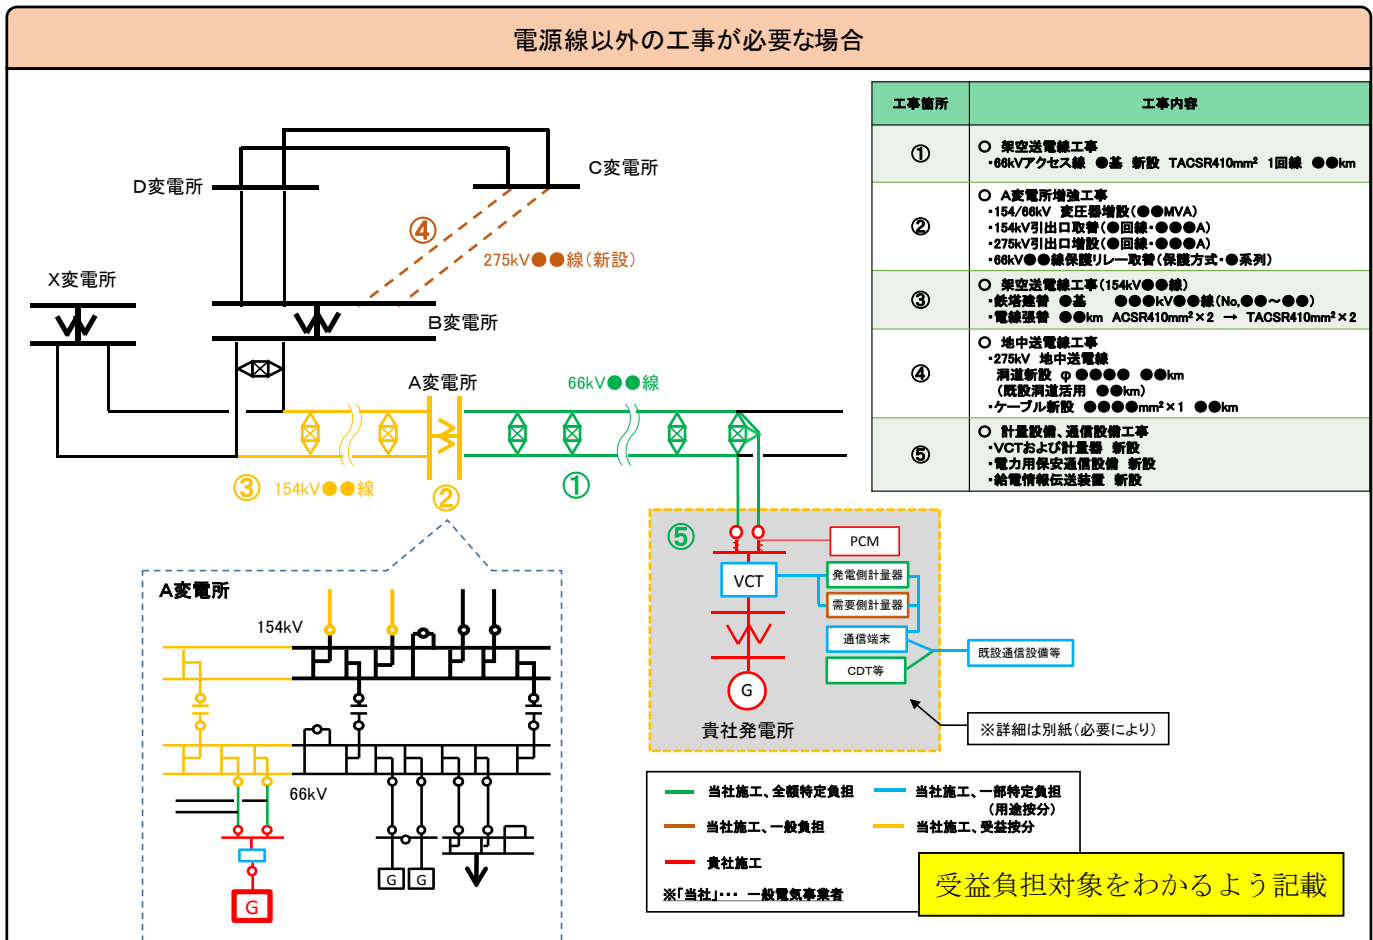 電源線以外の工事が必要な場合
工事箇所
工事内容
①
○ 架空送電線工事
・66kVアクセス線 ●基 新設 TACSR410mm² 1回線 ●●km
②
○ A変電所増強工事
・154/66kV 変圧器増設(●●MVA)
・154kV引出口取替(●回線・●●●A)
・275kV引出口増設(●回線・●●●A)
・66kV●●線保護リレー取替(保護方式・●系列)
③
○ 架空送電線工事(154kV●●線)
・鉄塔建替 ●基 ●●●kV●●線(No,●●～●●)
・電線張替 ●●km ACSR410mm²×2 → TACSR410mm²×2
④
○ 地中送電線工事
・275kV 地中送電線
洞道新設 φ ●●●● ●●km
(既設洞道活用 ●●km)
・ケーブル新設 ●●●●mm²×1 ●●km
⑤
○ 計量設備、通信設備工事
・VCTおよび計量器 新設
・電力用保安通信設備 新設
・給電情報伝送装置 新設
D変電所
C変電所
④
275kV●●線(新設)
X変電所
B変電所
A変電所
66kV●●線
③
154kV●●線
②
①
⑤
PCM
VCT
発電側計量器
需要側計量器
通信端末
CDT等
既設通信設備等
G
貴社発電所
※詳細は別紙(必要により)
A変電所
154kV
66kV
G
G
G
当社施工、全額特定負担
当社施工、一部特定負担
(用途按分)
当社施工、一般負担
当社施工、受益按分
貴社施工
※「当社」・・・ 一般電気事業者
受益負担対象をわかるよう記載